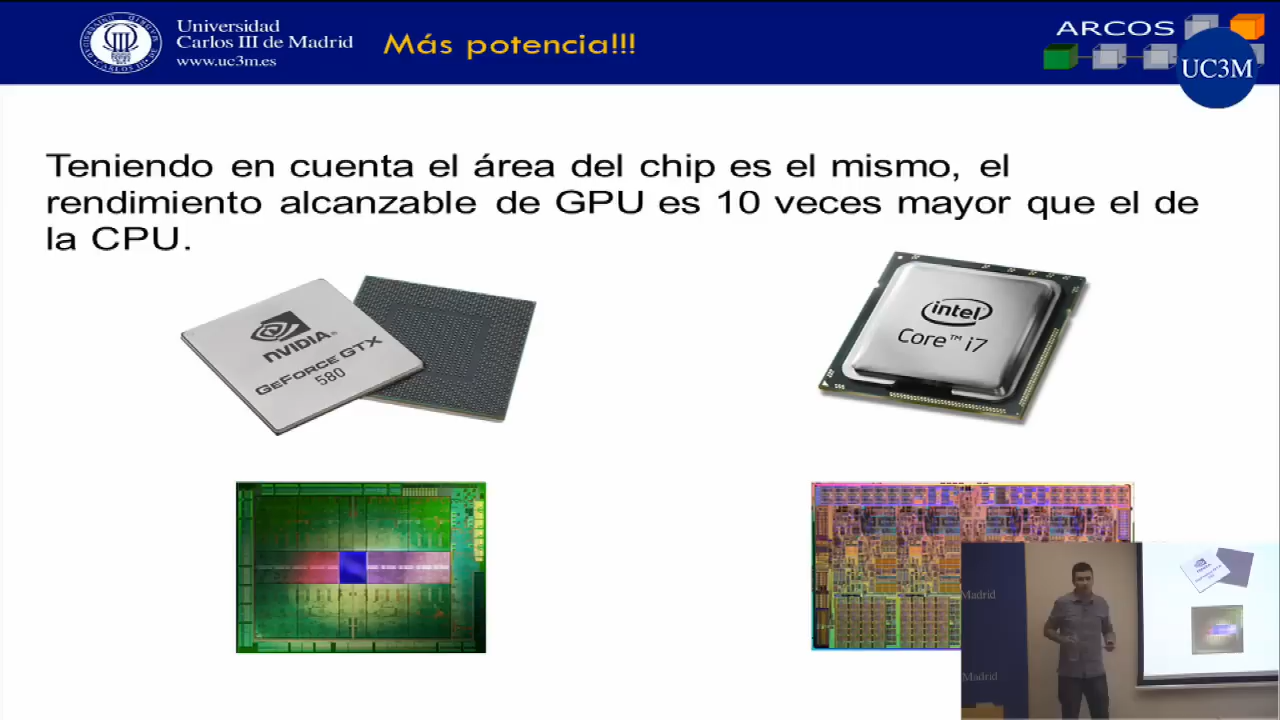 Universidad
Carlos III de Madrid
www.uc3m.es
Más potencia!!!
ARCOS
UC3M
Teniendo en cuenta el área del chip es el mismo, el
rendimiento alcanzable de GPU es 10 veces mayor que el de
la CPU.
NVIDIA
GEFORCE GTX
580
intel
Core™ i7
Madrid
Madrid